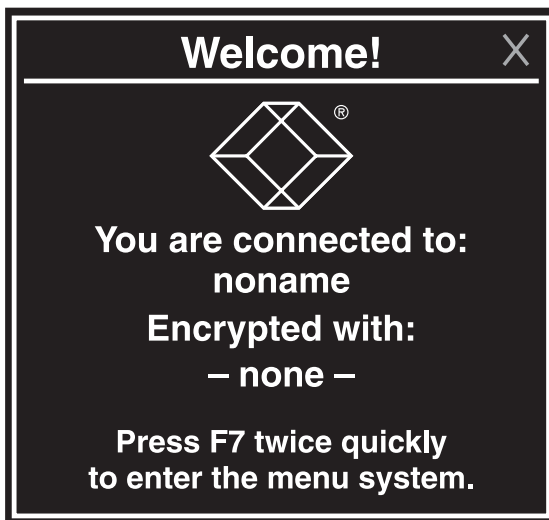 Welcome! X
®
You are connected to:
noname
Encrypted with:
– none –
Press F7 twice quickly
to enter the menu system.